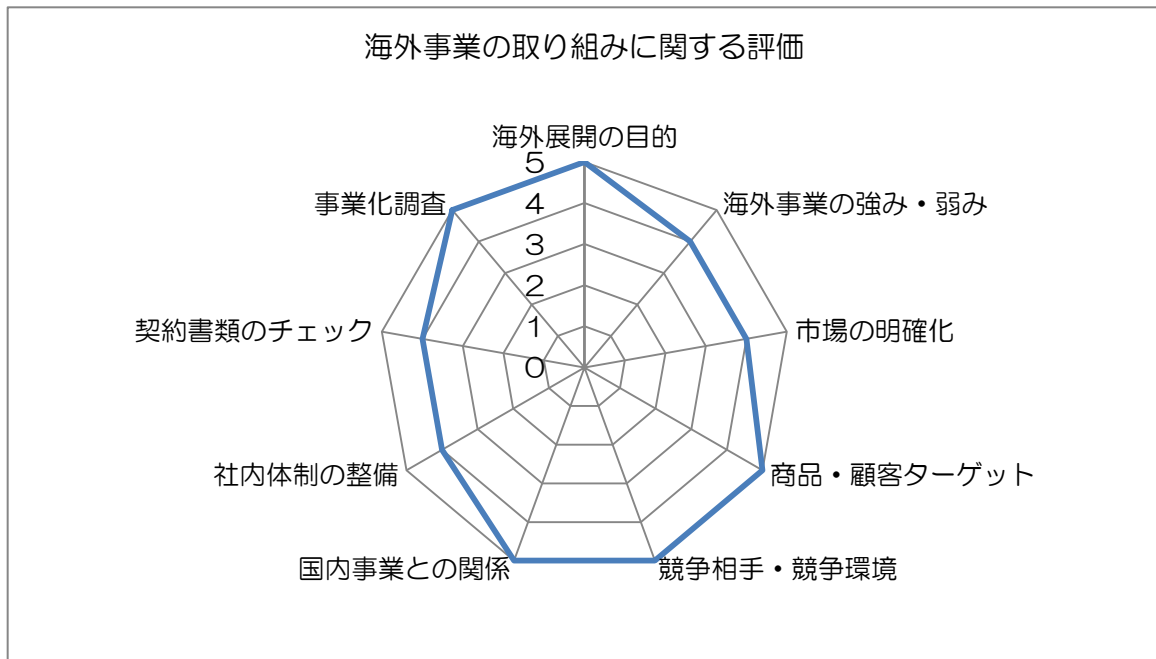 海外事業の取り組みに関する評価
海外展開の目的
海外事業の強み・弱み
市場の明確化
商品・顧客ターゲット
競争相手・競争環境
国内事業との関係
社内体制の整備
契約書類のチェック
事業化調査
5
4
3
2
1
0